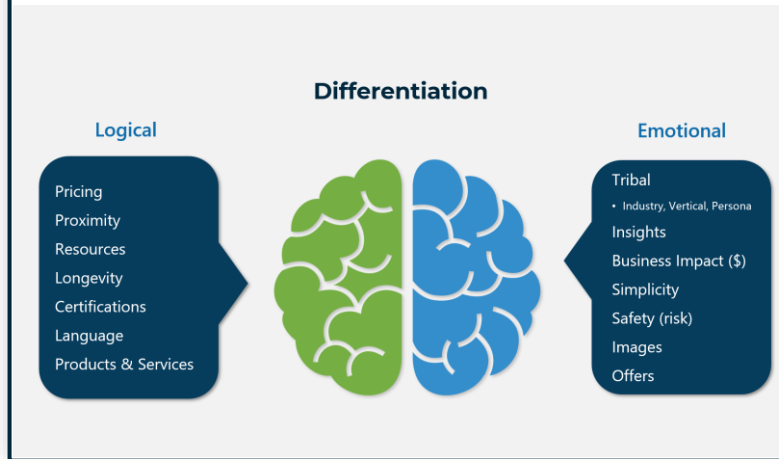 Differentiation
Logical
Pricing
Proximity
Resources
Longevity
Certifications
Language
Products & Services
Emotional
Tribal
• Industry, Vertical, Persona
Insights
Business Impact ($)
Simplicity
Safety (risk)
Images
Offers